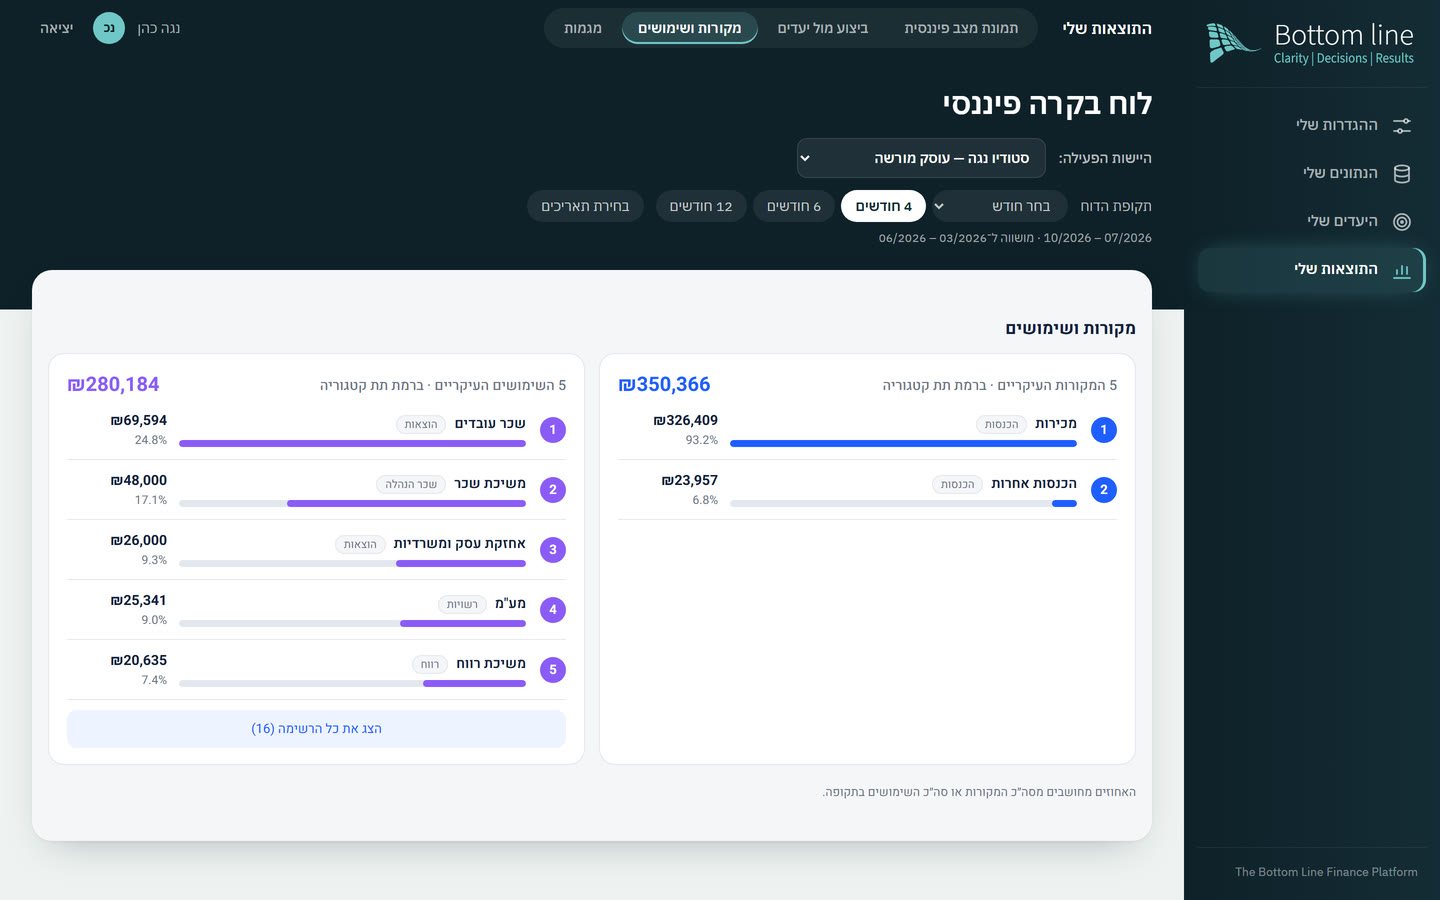 Bottom line
Clarity | Decisions | Results
ההגדרות שלי
הנתונים שלי
היעדים שלי
התוצאות שלי
The Bottom Line Finance Platform
התוצאות שלי
תמונת מצב פיננסית
ביצוע מול יעדים
מקורות ושימושים
מגמות
נגה כהן
נכ
יציאה
לוח בקרה פיננסי
היישות הפעילה:
סטודיו נגה – עוסק מורשה
תקופת הדוח
בחר חודש
4 חודשים
6 חודשים
12 חודשים
בחירת תאריכים
07/2026 – 10/2026 · מושווה ל־03/2026 – 06/2026
מקורות ושימושים
5 המקורות העיקריים · ברמת תת קטגוריה
₪350,366
1
מכירות
הכנסות
₪326,409
93.2%
2
הכנסות אחרות
הכנסות
₪23,957
6.8%
5 השימושים העיקריים · ברמת תת קטגוריה
₪280,184
1
שכר עובדים
הוצאות
₪69,594
24.8%
2
משיכת שכר
שכר הנהלה
₪48,000
17.1%
3
אחזקת עסק ומשרדיות
הוצאות
₪26,000
9.3%
4
מע"מ
רשויות
₪25,341
9.0%
5
משיכת רווח
רווח
₪20,635
7.4%
הצג את כל הרשימה (16)
האחוזים מחושבים מסה״כ המקורות או סה״כ השימושים בתקופה.